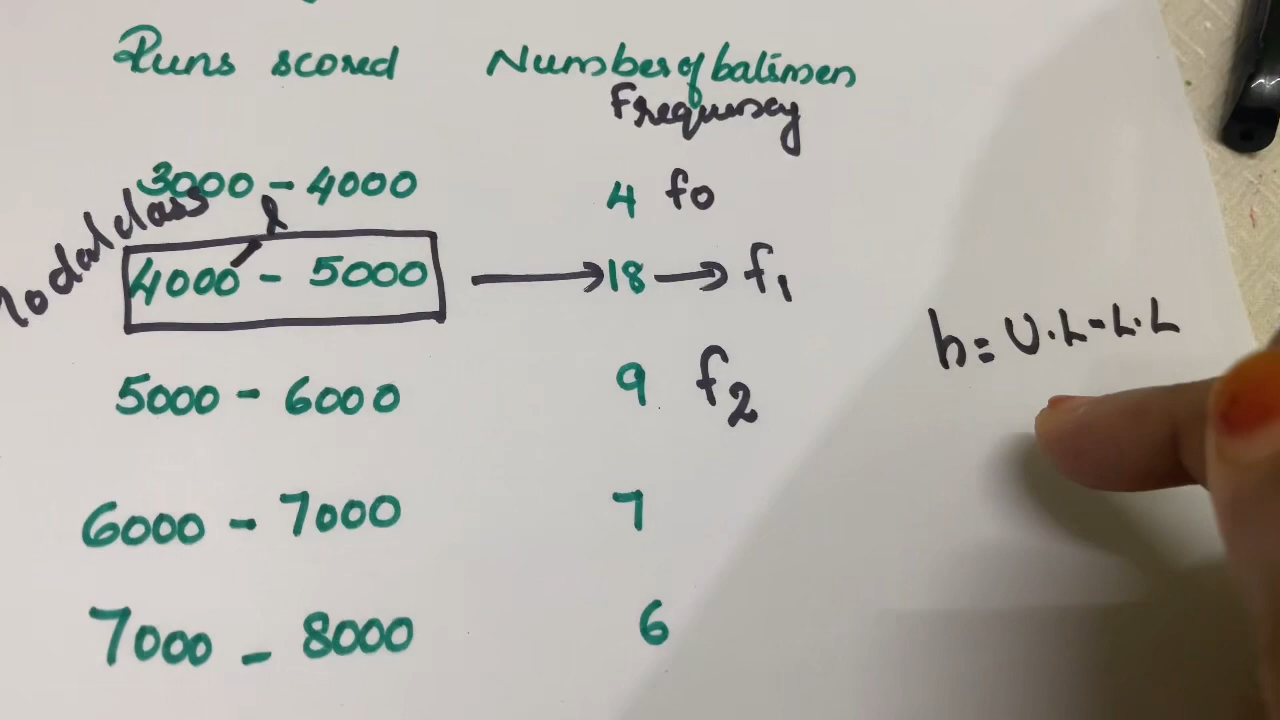 Runs scored Number of batsmen
Frequency
3000 - 4000 4 f0
modal class l
4000 - 5000 → 18 → f₁
h = U.L - L.L
5000 - 6000 9 f₂
6000 - 7000 7
7000 - 8000 6